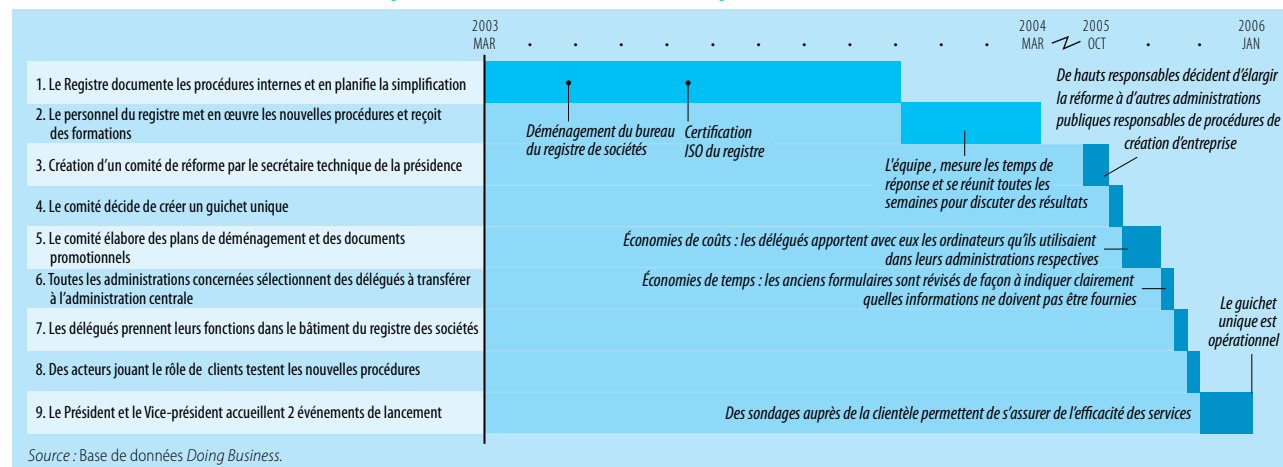 2003
MAR
2004
MAR
2005
OCT
2006
JAN
1. Le Registre documente les procédures internes et en planifie la simplification
2. Le personnel du registre met en œuvre les nouvelles procédures et reçoit
des formations
3. Création d'un comité de réforme par le secrétaire technique de la présidence
4. Le comité décide de créer un guichet unique
5. Le comité élabore des plans de déménagement et des documents
promotionnels
6. Toutes les administrations concernées sélectionnent des délégués à transférer
à l'administration centrale
7. Les délégués prennent leurs fonctions dans le bâtiment du registre des sociétés
8. Des acteurs jouant le rôle de clients testent les nouvelles procédures
9. Le Président et le Vice-président accueillent 2 événements de lancement
Déménagement du bureau
du registre de sociétés
Certification
ISO du registre
L'équipe , mesure les temps de
réponse et se réunit toutes les
semaines pour discuter des résultats
De hauts responsables décident d'élargir
la réforme à d'autres administrations
publiques responsables de procédures de
création d'entreprise
Économies de coûts : les délégués apportent avec eux les ordinateurs qu'ils utilisaient
dans leurs administrations respectives
Économies de temps : les anciens formulaires sont révisés de façon à indiquer clairement
quelles informations ne doivent pas être fournies
Le guichet
unique est
opérationnel
Des sondages auprès de la clientèle permettent de s'assurer de l'efficacité des services
Source : Base de données Doing Business.